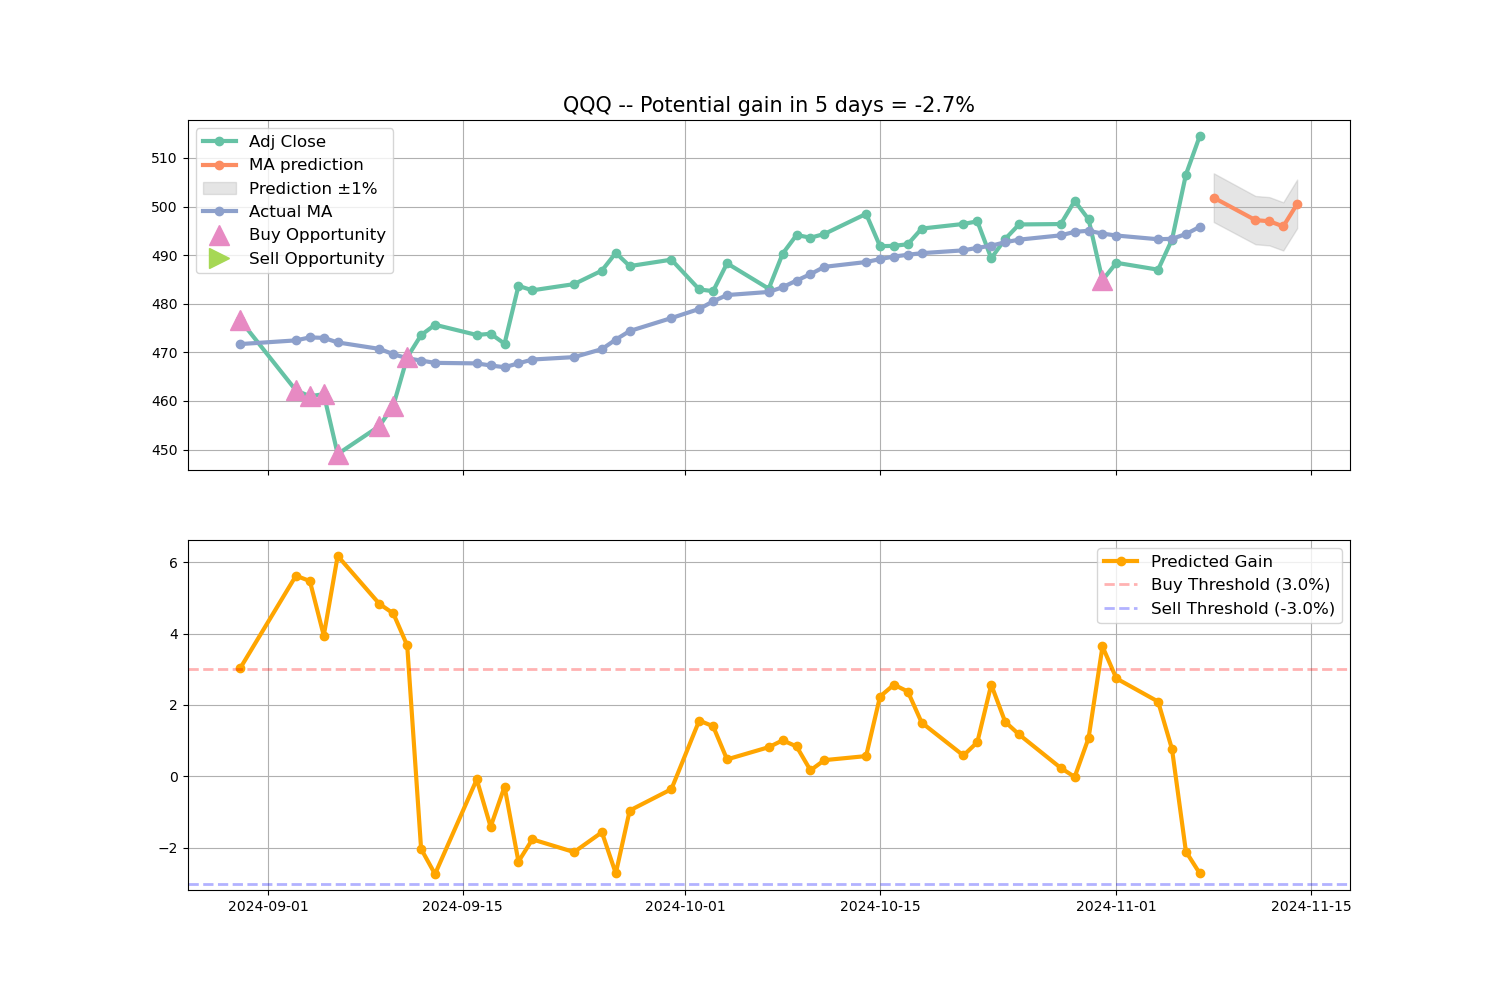 QQQ -- Potential gain in 5 days = -2.7%
Adj Close
MA prediction
Prediction ±1%
Actual MA
Buy Opportunity
Sell Opportunity
510
500
490
480
470
460
450
Predicted Gain
Buy Threshold (3.0%)
Sell Threshold (-3.0%)
6
4
2
0
−2
2024-09-01 2024-09-15 2024-10-01 2024-10-15 2024-11-01 2024-11-15